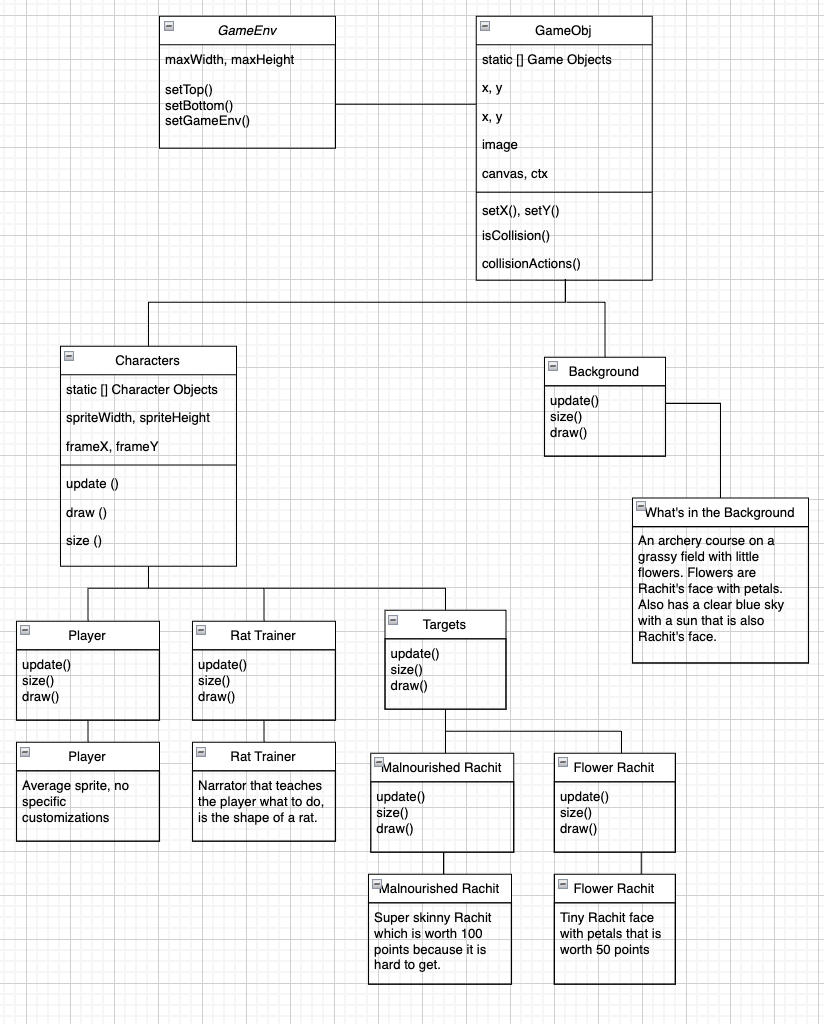 GameEnv
maxWidth, maxHeight
setTop()
setBottom()
setGameEnv()
GameObj
static [] Game Objects
x, y
x, y
image
canvas, ctx
setX(), setY()
isCollision()
collisionActions()
Characters
static [] Character Objects
spriteWidth, spriteHeight
frameX, frameY
update ()
draw ()
size ()
Background
update()
size()
draw()
What's in the Background
An archery course on a
grassy field with little
flowers. Flowers are
Rachit's face with petals.
Also has a clear blue sky
with a sun that is also
Rachit's face.
Player
update()
size()
draw()
Rat Trainer
update()
size()
draw()
Targets
update()
size()
draw()
Player
Average sprite, no
specific
customizations
Rat Trainer
Narrator that teaches
the player what to do,
is the shape of a rat.
Malnourished Rachit
update()
size()
draw()
Flower Rachit
update()
size()
draw()
Malnourished Rachit
Super skinny Rachit
which is worth 100
points because it is
hard to get.
Flower Rachit
Tiny Rachit face
with petals that is
worth 50 points